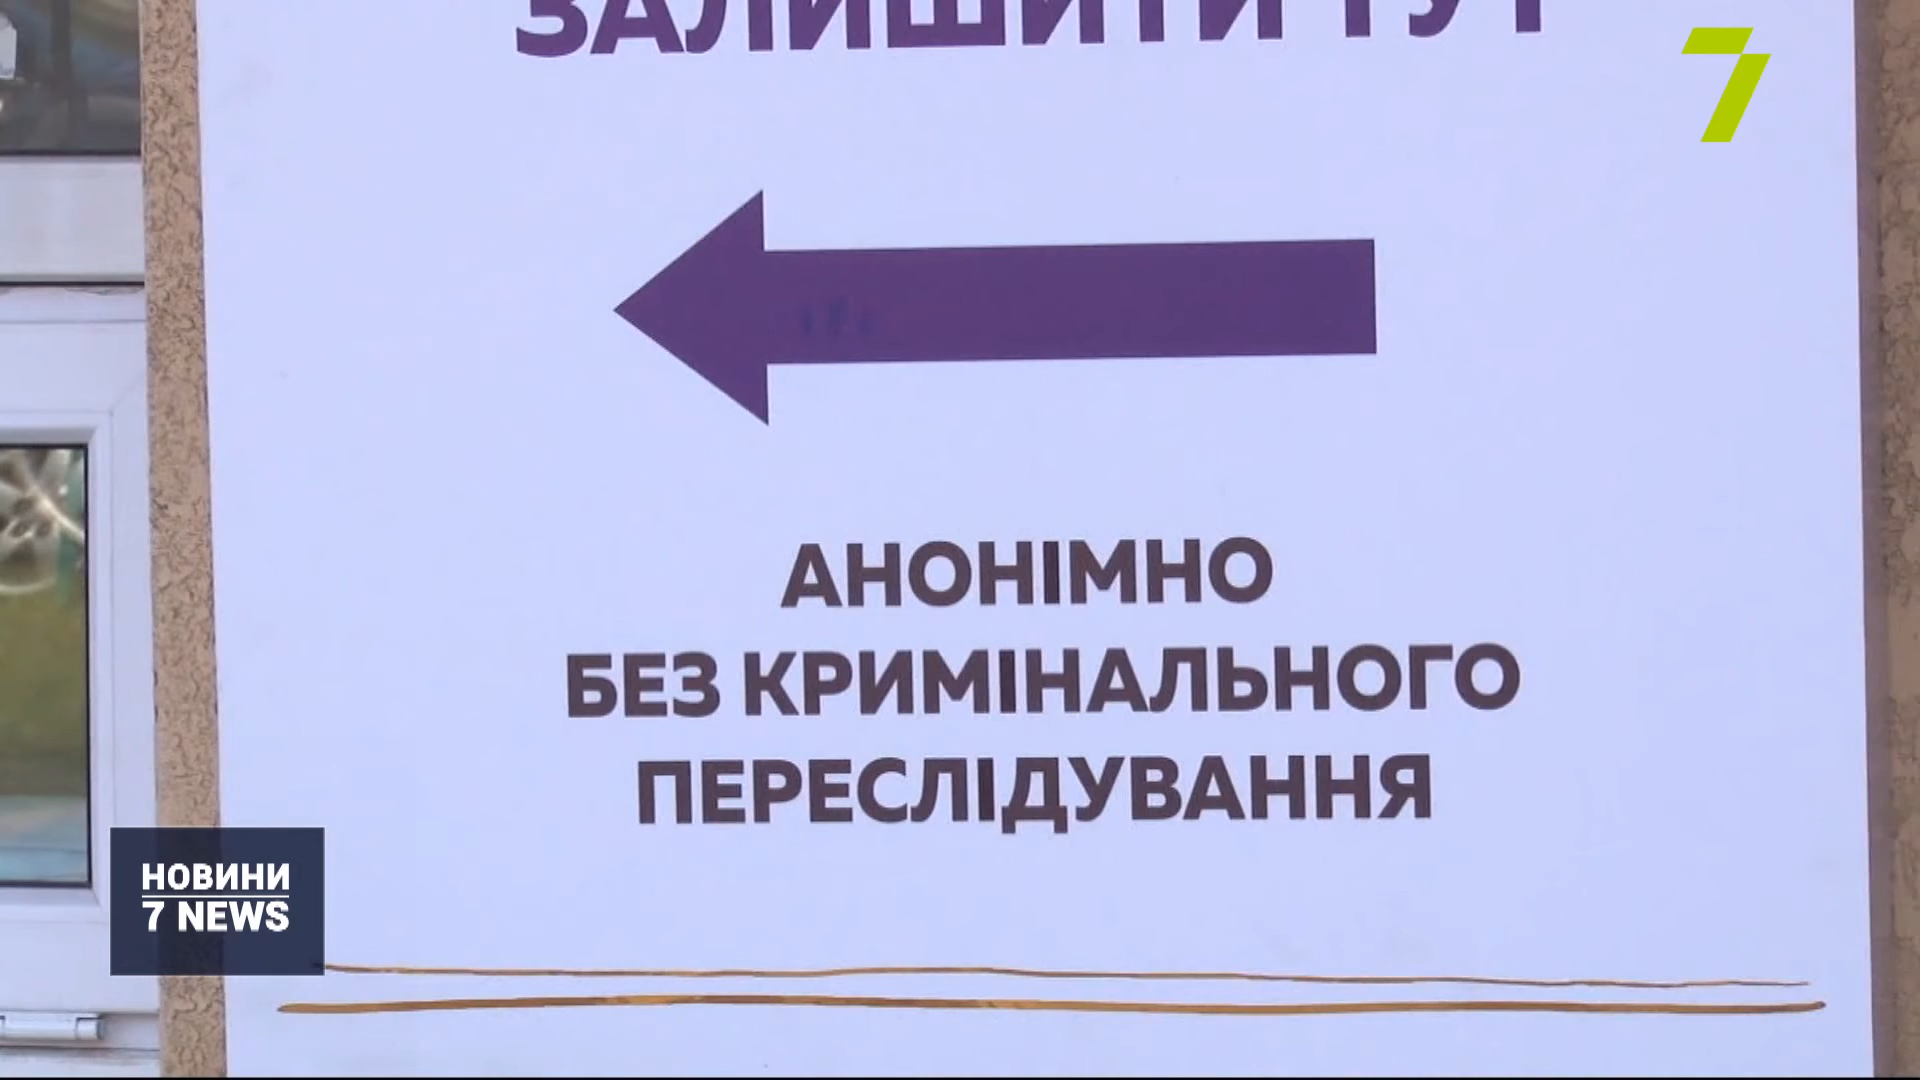 ЗАЛИШИТИ ТУТ
7
АНОНІМНО
БЕЗ КРИМІНАЛЬНОГО
ПЕРЕСЛІДУВАННЯ
НОВИНИ
7 NEWS